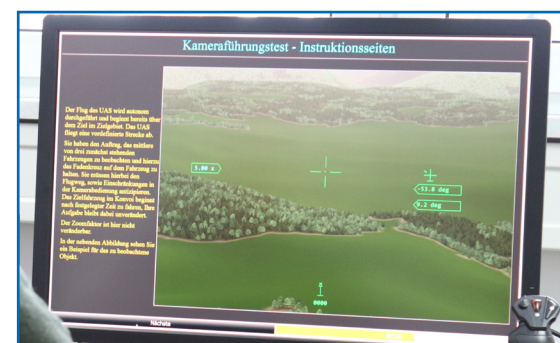 Kameraführungstest - Instruktionsseiten
Der Flug des UAS wird autonom
durchgeführt und beginnt bereits über
dem Ziel im Zielgebiet. Das UAS
fliegt eine vordefinierte Strecke ab.
Sie haben den Auftrag, das mittlere
von drei zunächst stehenden
Fahrzeugen zu beobachten und hierzu
das Fadenkreuz auf dem Fahrzeug zu
halten. Sie müssen hierbei den
Flugweg, sowie Einschränkungen in
der Kamerabedienung antizipieren.
Das Zielfahrzeug im Konvoi beginnt
nach festgelegter Zeit zu fahren, Ihre
Aufgabe bleibt dabei unverändert.
Der Zoomfaktor ist hier nicht
veränderbar.
In der nebenden Abbildung sehen Sie
ein Beispiel für das zu beobachtene
Objekt.
5.00 x
-53.8 deg
9.2 deg
0000
Nächste